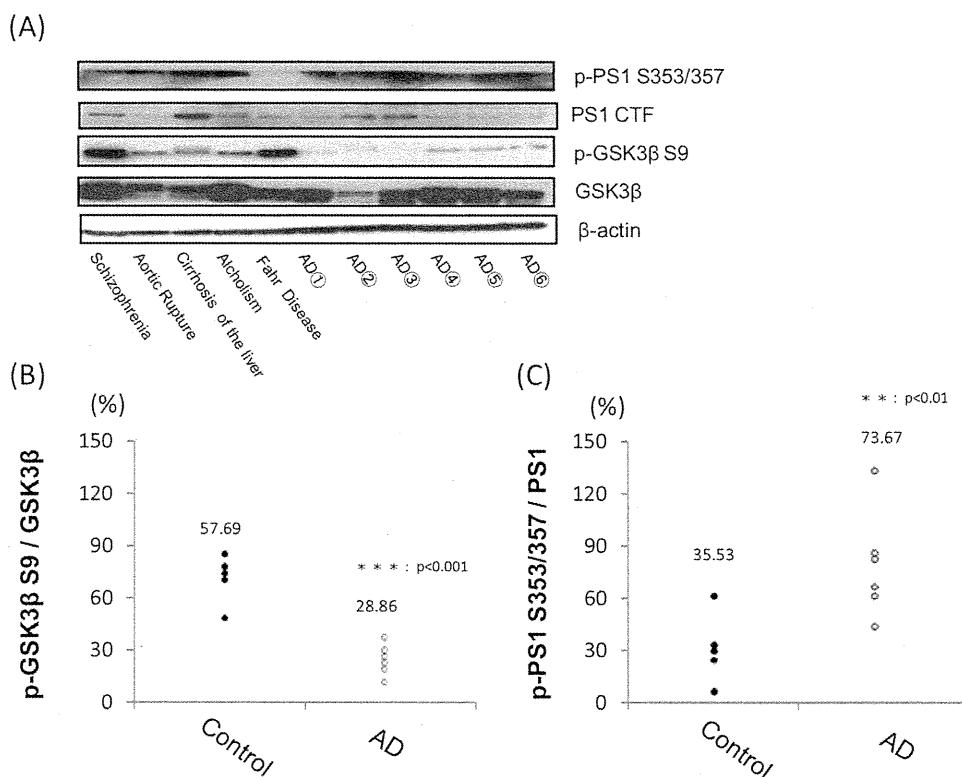 (A)
p-PS1 S353/357
PS1 CTF
p-GSK3β S9
GSK3β
β-actin
Schizophrenia
Aortic Rupture
Cirrhosis of the liver
Alcholism
Fahr Disease
AD①
AD②
AD③
AD④
AD⑤
AD⑥
(B)
(%)
p-GSK3β S9 / GSK3β
150
120
90
60
30
0
57.69
***: p<0.001
28.86
Control
AD
(C)
(%)
p-PS1 S353/357 / PS1
150
120
90
60
30
0
35.53
**: p<0.01
73.67
Control
AD